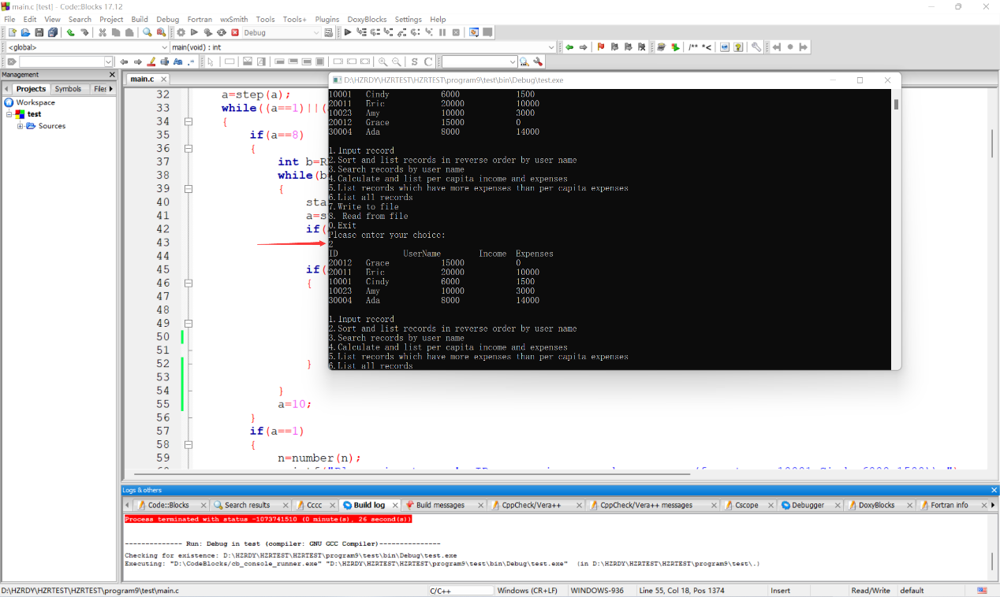 main.c [test] - Code::Blocks 17.12
File Edit View Search Project Build Debug Fortran wxSmith Tools Tools+ Plugins DoxyBlocks Settings Help
Debug
<global> main(void) : int
/** *<
S C
Management
Projects Symbols Files
Workspace
test
Sources
main.c
32 a=step(a);
33 while((a==1)||(
34 {
35 if(a==8)
36 {
37 int b=R
38 while(b
39 {
40 sta
41 a=s
42 if(
43
44
45 if(
46 {
47
48
49
50
51
52 }
53
54 }
55 a=10;
56 }
57 if(a==1)
58 {
59 n=number(n);
D:\HZRDY\HZRTEST\HZRTEST\program9\test\bin\Debug\test.exe
10001 Cindy 6000 1500
20011 Eric 20000 10000
10023 Amy 10000 3000
20012 Grace 15000 0
30004 Ada 8000 14000
1.Input record
2.Sort and list records in reverse order by user name
3.Search records by user name
4.Calculate and list per capita income and expenses
5.List records which have more expenses than per capita expenses
6.List all records
7.Write to file
8. Read from file
0.Exit
Please enter your choice:
2
ID UserName Income Expenses
20012 Grace 15000 0
20011 Eric 20000 10000
10001 Cindy 6000 1500
10023 Amy 10000 3000
30004 Ada 8000 14000
1.Input record
2.Sort and list records in reverse order by user name
3.Search records by user name
4.Calculate and list per capita income and expenses
5.List records which have more expenses than per capita expenses
6.List all records
Logs & others
Code::Blocks Search results Cccc Build log Build messages CppCheck/Vera++ CppCheck/Vera++ messages Cscope Debugger DoxyBlocks Fortran info
Process terminated with status -1073741510 (0 minute(s), 26 second(s))
-------------- Run: Debug in test (compiler: GNU GCC Compiler)---------------
Checking for existence: D:\HZRDY\HZRTEST\HZRTEST\program9\test\bin\Debug\test.exe
Executing: "D:\CodeBlocks/cb_console_runner.exe" "D:\HZRDY\HZRTEST\HZRTEST\program9\test\bin\Debug\test.exe" (in D:\HZRDY\HZRTEST\HZRTEST\program9\test\.)
D:\HZRDY\HZRTEST\HZRTEST\program9\test\main.c C/C++ Windows (CR+LF) WINDOWS-936 Line 55, Col 18, Pos 1374 Insert Read/Write default